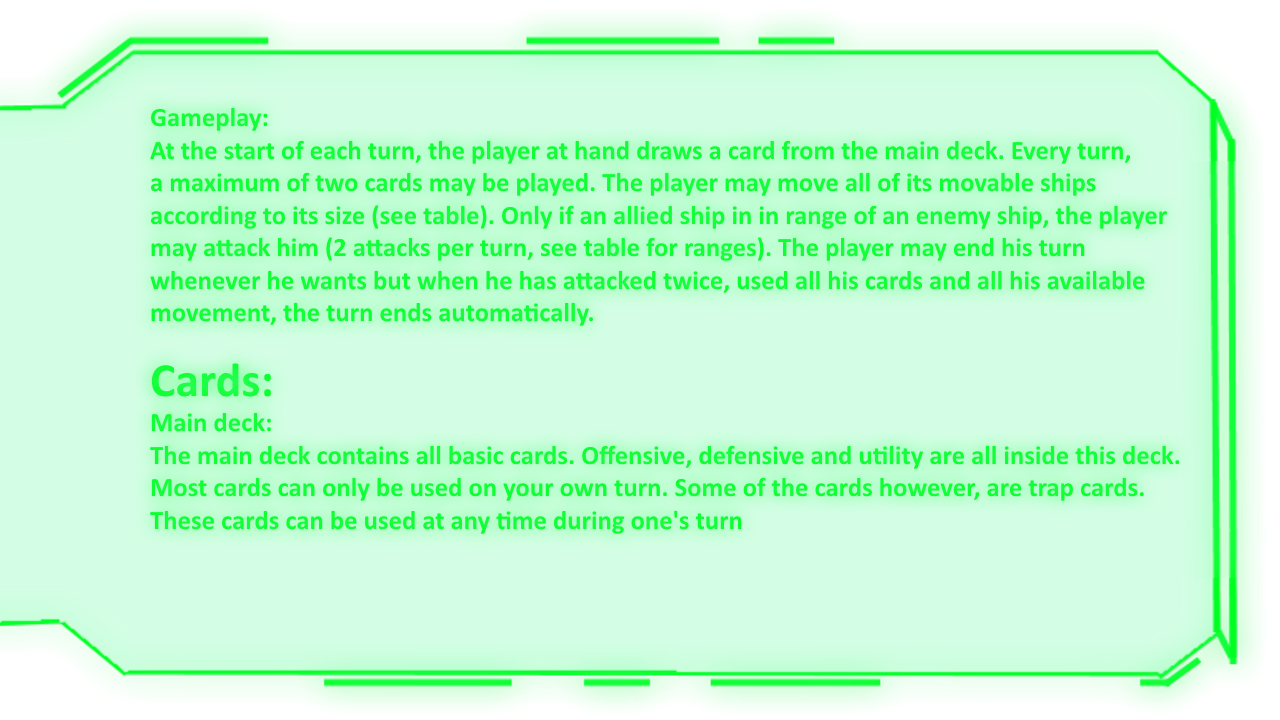 Gameplay:
At the start of each turn, the player at hand draws a card from the main deck. Every turn,
a maximum of two cards may be played. The player may move all of its movable ships
according to its size (see table). Only if an allied ship in in range of an enemy ship, the player
may attack him (2 attacks per turn, see table for ranges). The player may end his turn
whenever he wants but when he has attacked twice, used all his cards and all his available
movement, the turn ends automatically.
Cards:
Main deck:
The main deck contains all basic cards. Offensive, defensive and utility are all inside this deck.
Most cards can only be used on your own turn. Some of the cards however, are trap cards.
These cards can be used at any time during one's turn